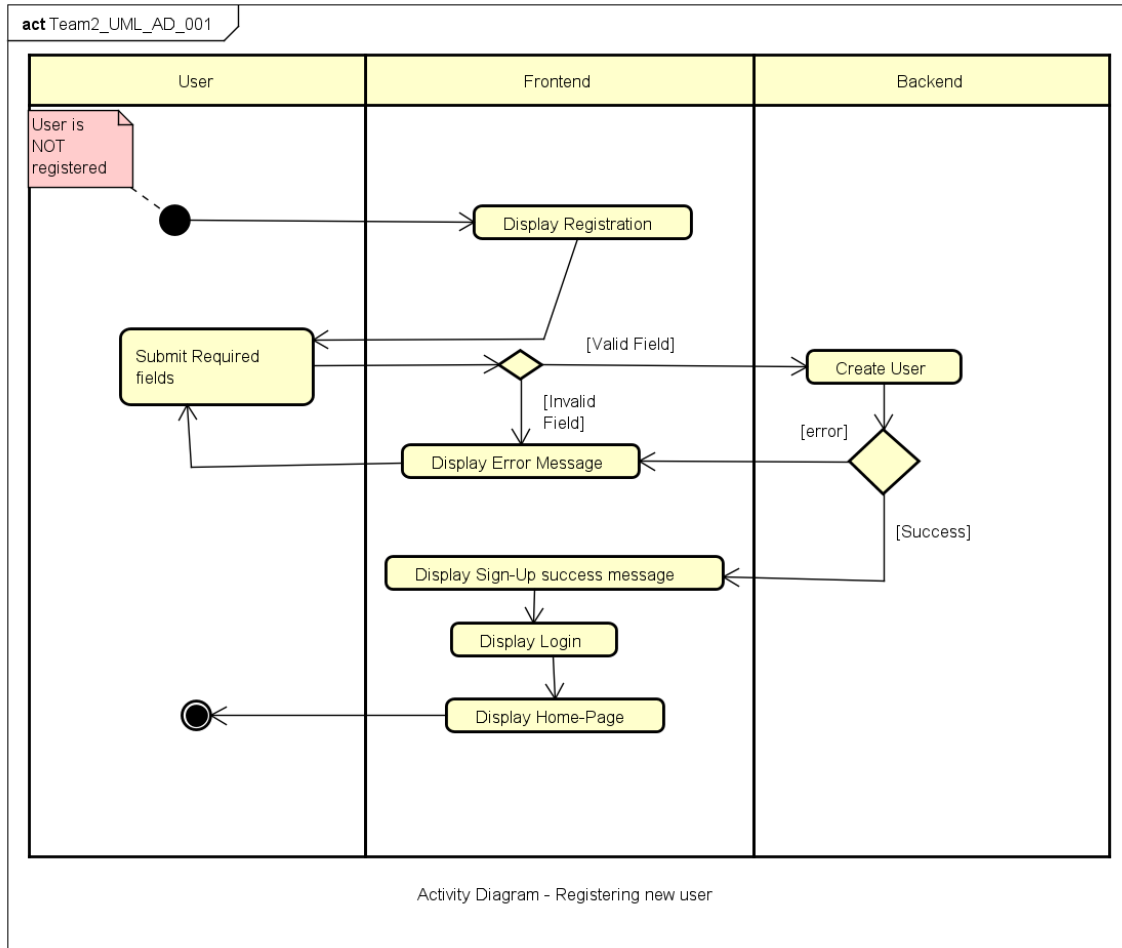 act Team2_UML_AD_001
User
Frontend
Backend
User is
NOT
registered
Display Registration
Submit Required
fields
[Valid Field]
Create User
[Invalid
Field]
[error]
Display Error Message
[Success]
Display Sign-Up success message
Display Login
Display Home-Page
Activity Diagram - Registering new user